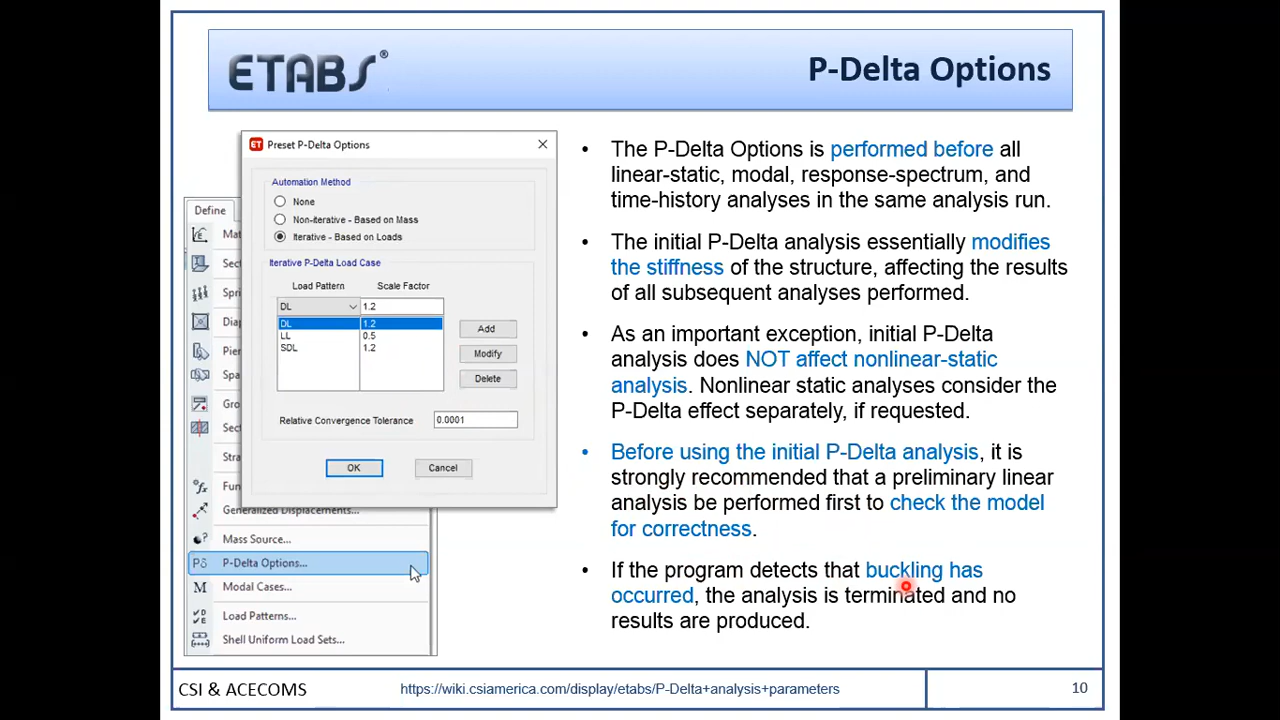 ETABS®
P-Delta Options
Preset P-Delta Options
Automation Method
None
Non-iterative - Based on Mass
Iterative - Based on Loads
Iterative P-Delta Load Case
Load Pattern Scale Factor
DL 1.2
DL 1.2
LL 0.5
SDL 1.2
Add
Modify
Delete
Relative Convergence Tolerance 0.0001
OK Cancel
Define
Generalized Displacements...
Mass Source...
Pδ P-Delta Options...
M Modal Cases...
Load Patterns...
Shell Uniform Load Sets...
• The P-Delta Options is performed before all
linear-static, modal, response-spectrum, and
time-history analyses in the same analysis run.
• The initial P-Delta analysis essentially modifies
the stiffness of the structure, affecting the results
of all subsequent analyses performed.
• As an important exception, initial P-Delta
analysis does NOT affect nonlinear-static
analysis. Nonlinear static analyses consider the
P-Delta effect separately, if requested.
• Before using the initial P-Delta analysis, it is
strongly recommended that a preliminary linear
analysis be performed first to check the model
for correctness.
• If the program detects that buckling has
occurred, the analysis is terminated and no
results are produced.
CSI & ACECOMS
https://wiki.csiamerica.com/display/etabs/P-Delta+analysis+parameters
10